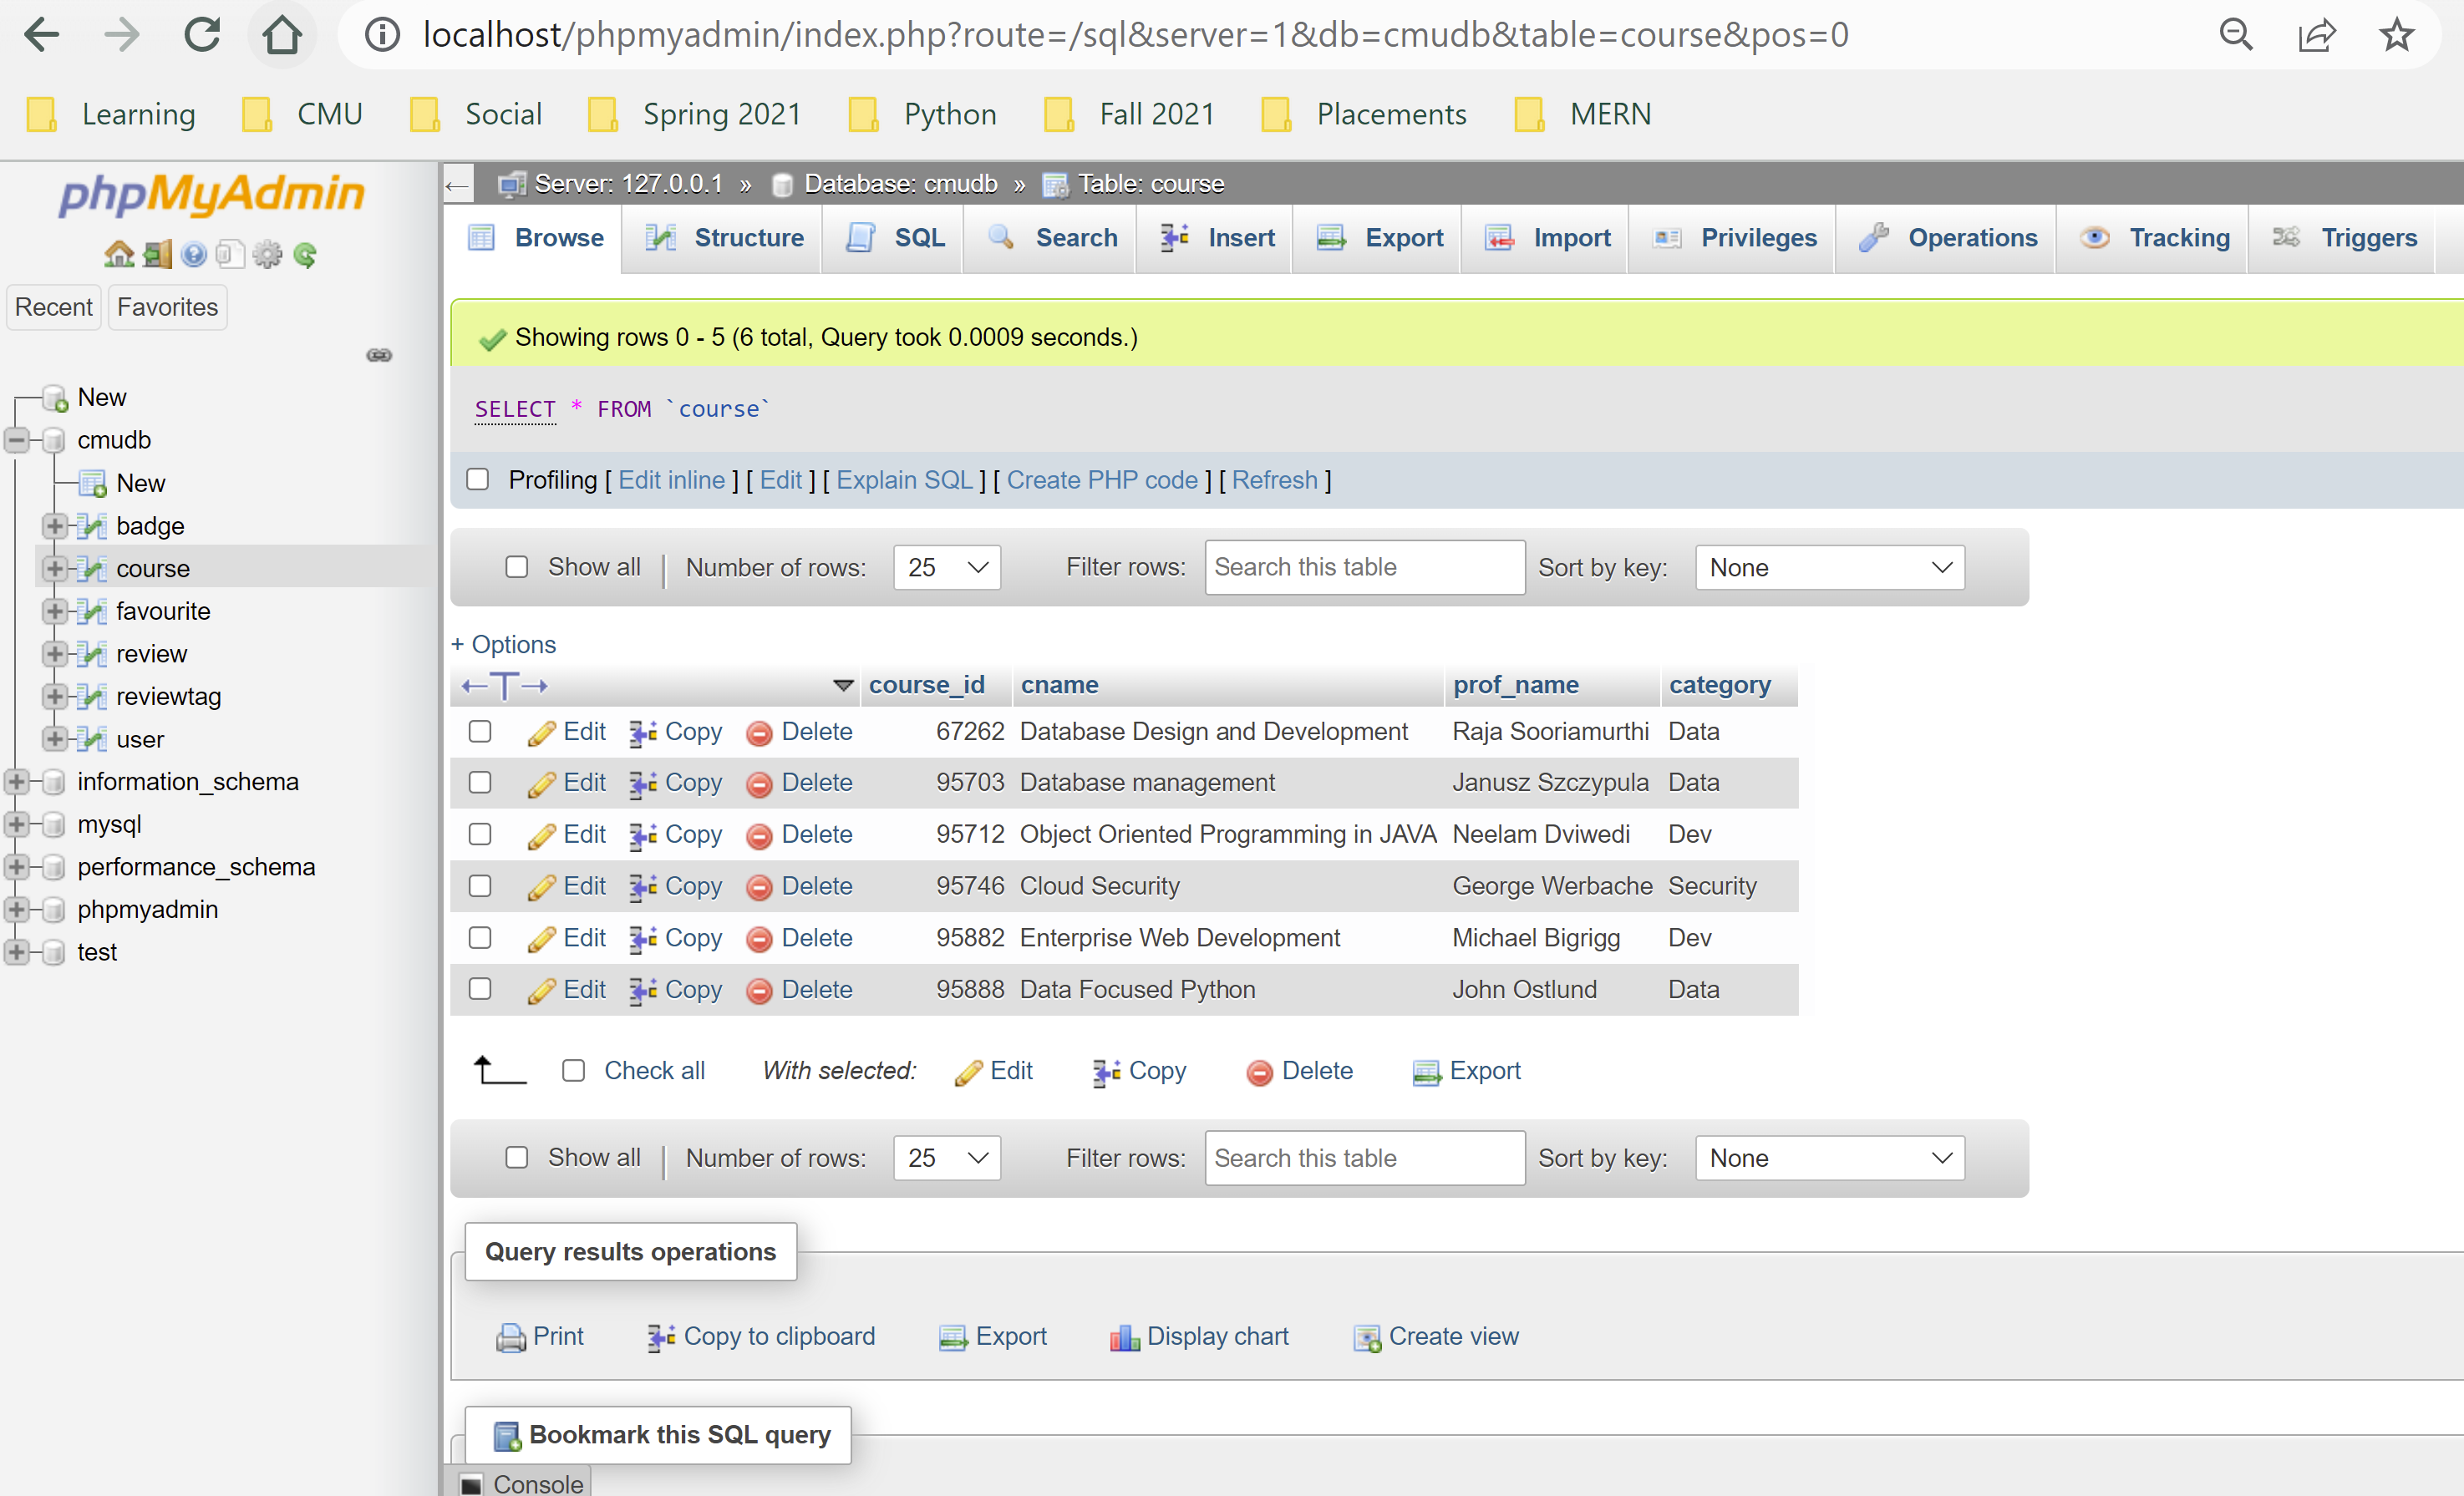 localhost/phpmyadmin/index.php?route=/sql&server=1&db=cmudb&table=course&pos=0
Learning CMU Social Spring 2021 Python Fall 2021 Placements MERN
phpMyAdmin
Recent Favorites
New
cmudb
New
badge
course
favourite
review
reviewtag
user
information_schema
mysql
performance_schema
phpmyadmin
test
Server: 127.0.0.1 » Database: cmudb » Table: course
Browse Structure SQL Search Insert Export Import Privileges Operations Tracking Triggers
Showing rows 0 - 5 (6 total, Query took 0.0009 seconds.)
SELECT * FROM `course`
Profiling [ Edit inline ] [ Edit ] [ Explain SQL ] [ Create PHP code ] [ Refresh ]
Show all | Number of rows: 25 Filter rows: Search this table Sort by key: None
+ Options
←T→ course_id cname prof_name category
Edit Copy Delete 67262 Database Design and Development Raja Sooriamurthi Data
Edit Copy Delete 95703 Database management Janusz Szczypula Data
Edit Copy Delete 95712 Object Oriented Programming in JAVA Neelam Dviwedi Dev
Edit Copy Delete 95746 Cloud Security George Werbache Security
Edit Copy Delete 95882 Enterprise Web Development Michael Bigrigg Dev
Edit Copy Delete 95888 Data Focused Python John Ostlund Data
Check all With selected: Edit Copy Delete Export
Show all | Number of rows: 25 Filter rows: Search this table Sort by key: None
Query results operations
Print Copy to clipboard Export Display chart Create view
Bookmark this SQL query
Console